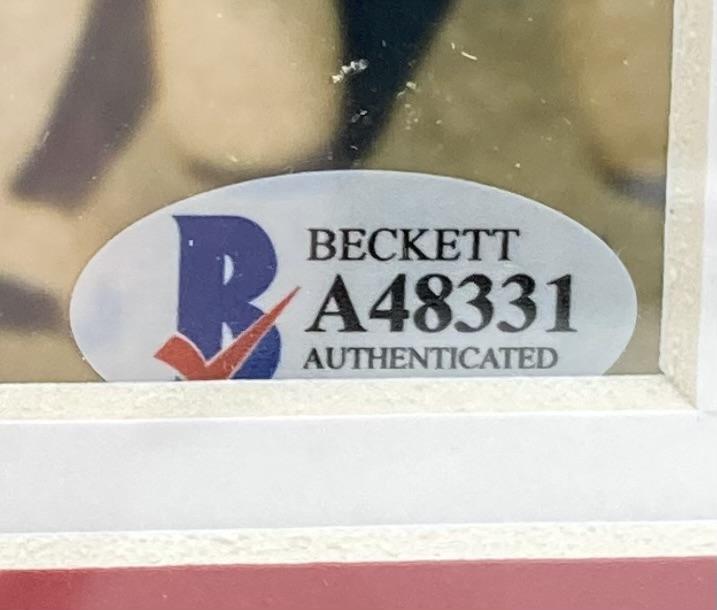 B
BECKETT
A48331
AUTHENTICATED